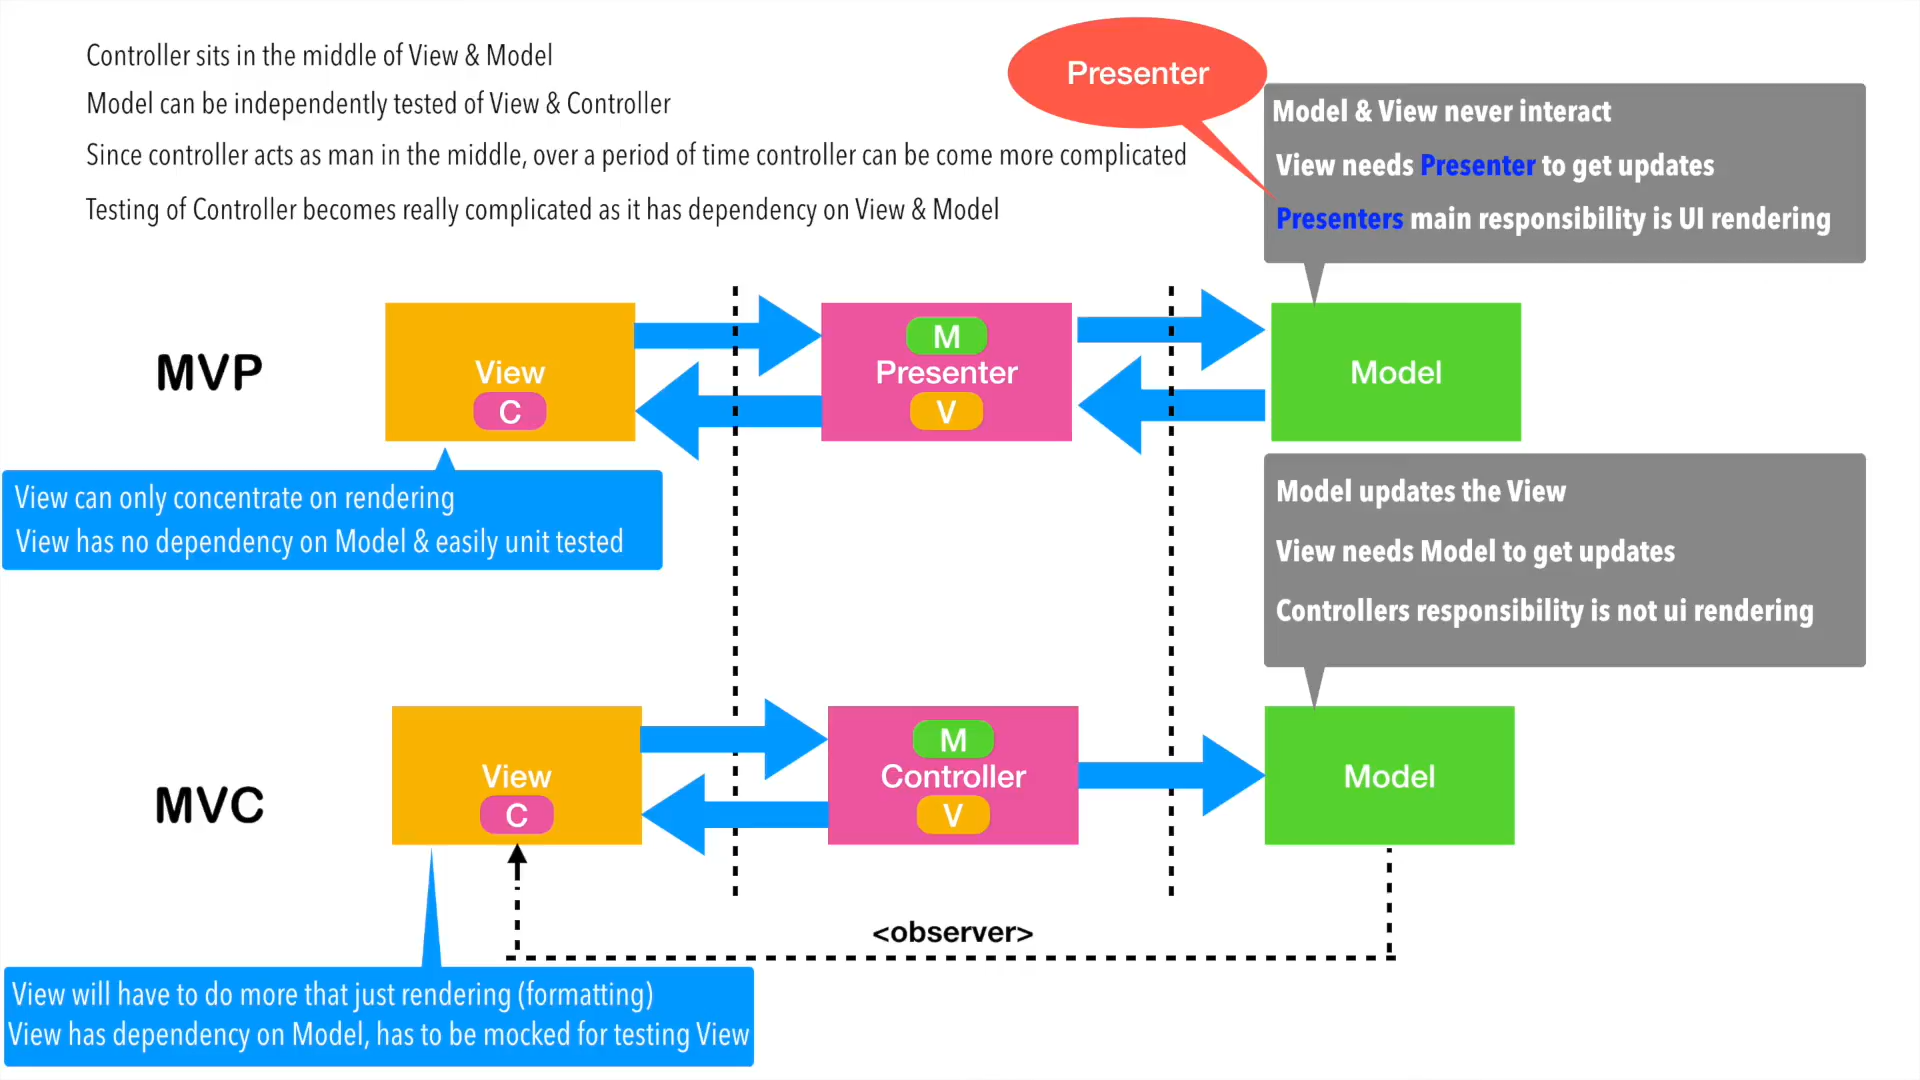 Controller sits in the middle of View & Model
Model can be independently tested of View & Controller
Since controller acts as man in the middle, over a period of time controller can be come more complicated
Testing of Controller becomes really complicated as it has dependency on View & Model
Presenter
Model & View never interact
View needs Presenter to get updates
Presenters main responsibility is UI rendering
MVP
View
C
M
Presenter
V
Model
View can only concentrate on rendering
View has no dependency on Model & easily unit tested
Model updates the View
View needs Model to get updates
Controllers responsibility is not ui rendering
MVC
View
C
M
Controller
V
Model
<observer>
View will have to do more that just rendering (formatting)
View has dependency on Model, has to be mocked for testing View